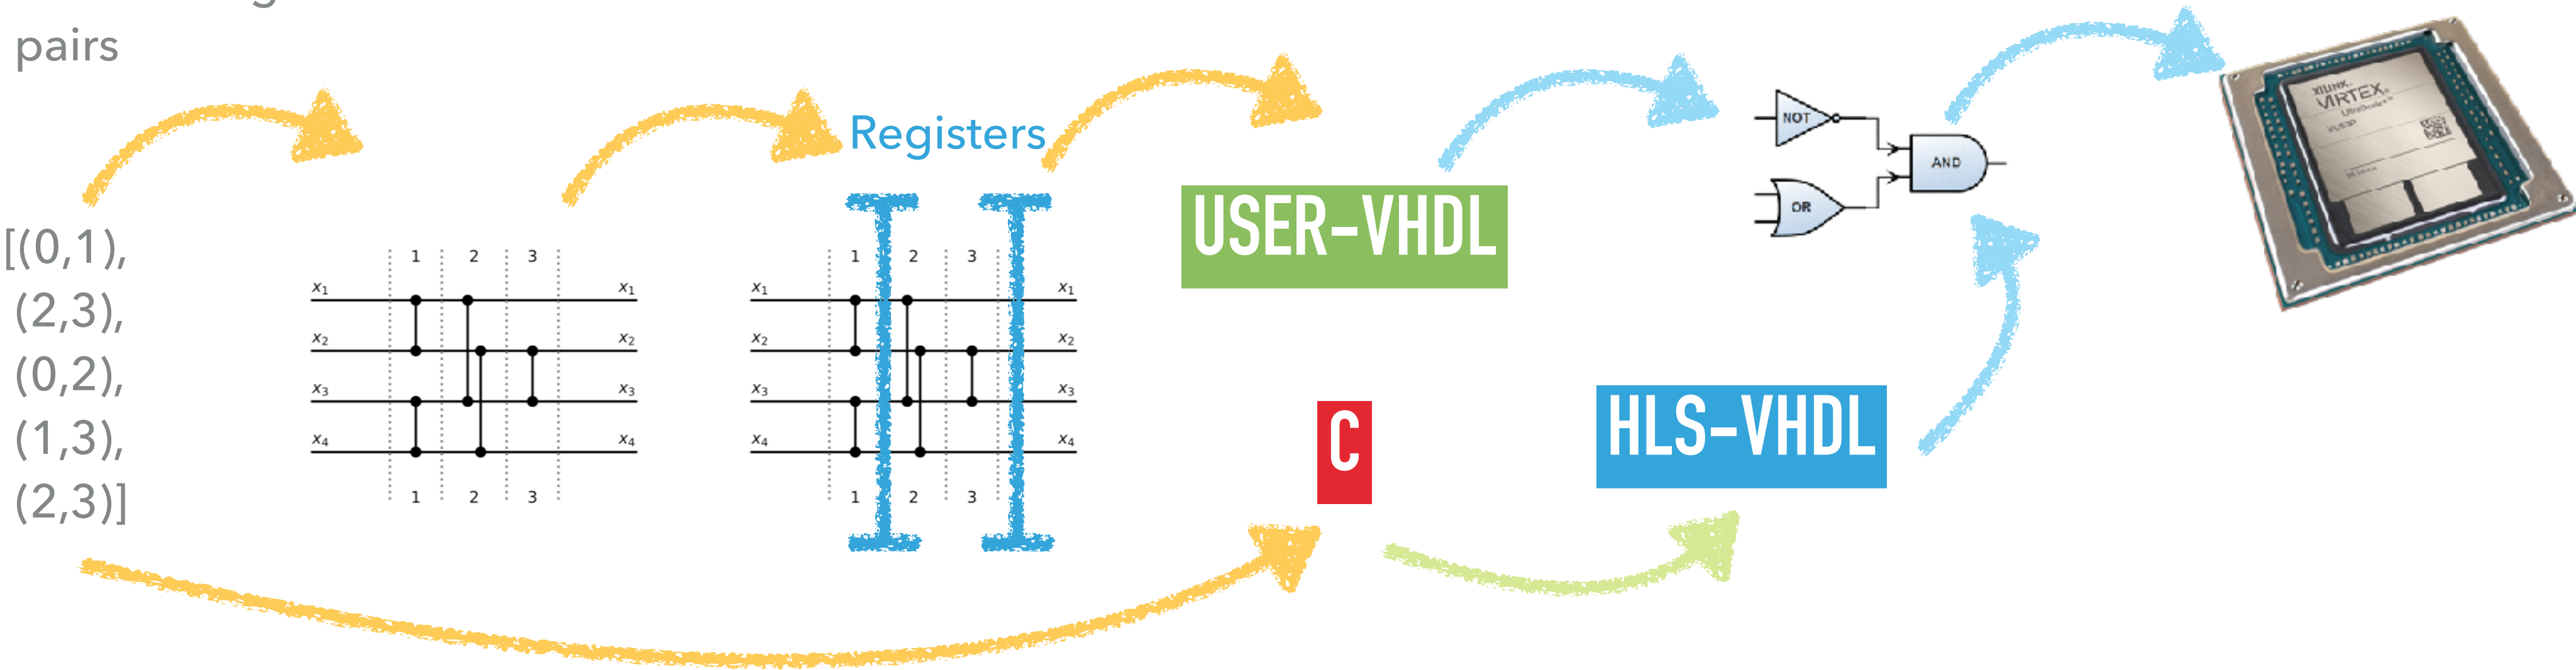 pairs
[(0,1),
(2,3),
(0,2),
(1,3),
(2,3)]
1 2 3
x1 x1
x2 x2
x3 x3
x4 x4
1 2 3
Registers
1 2 3
x1 x1
x2 x2
x3 x3
x4 x4
1 2 3
USER-VHDL
C
HLS-VHDL
NOT
OR
AND
XILINX
VIRTEX